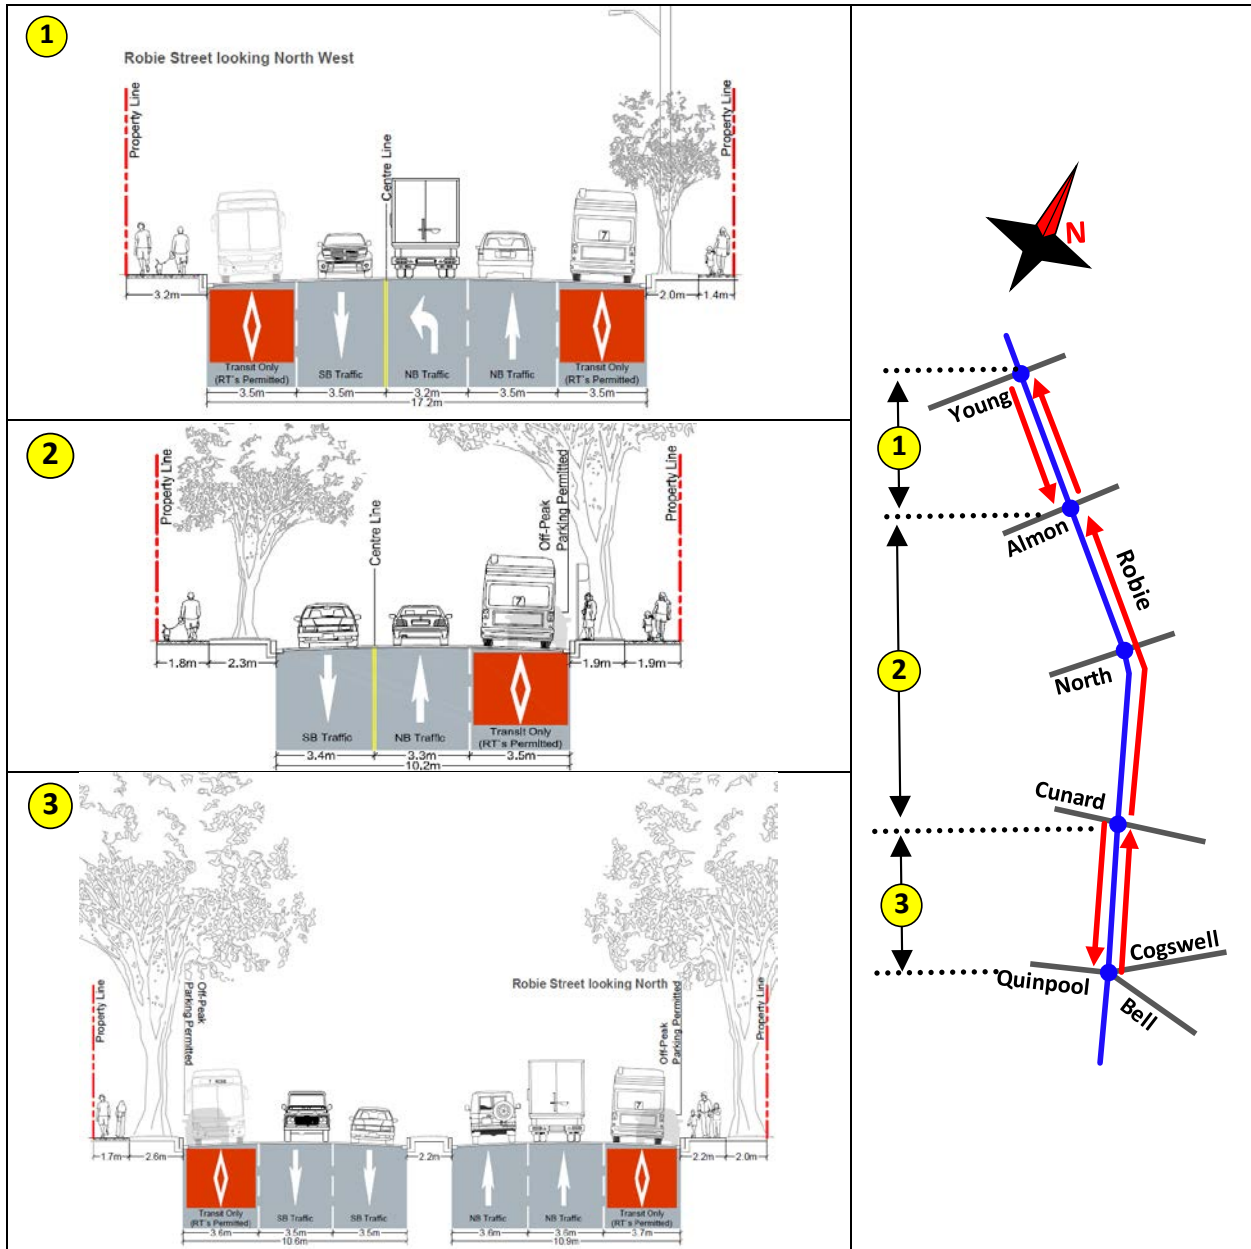 1
Robie Street looking North West
Property Line
Centre Line
Property Line
7
3.2m
2.0m
1.4m
Transit Only
(RT's Permitted)
SB Traffic
NB Traffic
NB Traffic
Transit Only
(RT's Permitted)
3.5m
3.5m
3.2m
3.5m
3.5m
17.2m
2
Property Line
Centre Line
Off-Peak
Parking Permitted
Property Line
7
1.8m
2.3m
1.9m
1.9m
SB Traffic
NB Traffic
Transit Only
(RT's Permitted)
3.4m
3.3m
3.5m
10.2m
3
Robie Street looking North
Property Line
Off-Peak
Parking Permitted
Off-Peak
Parking Permitted
Property Line
7
7
1.7m
2.6m
2.2m
2.2m
2.0m
Transit Only
(RT's Permitted)
SB Traffic
SB Traffic
NB Traffic
NB Traffic
Transit Only
(RT's Permitted)
3.6m
3.5m
3.5m
10.6m
3.6m
3.6m
3.7m
10.9m
N
Young
1
Almon
Robie
2
North
Cunard
3
Cogswell
Quinpool
Bell